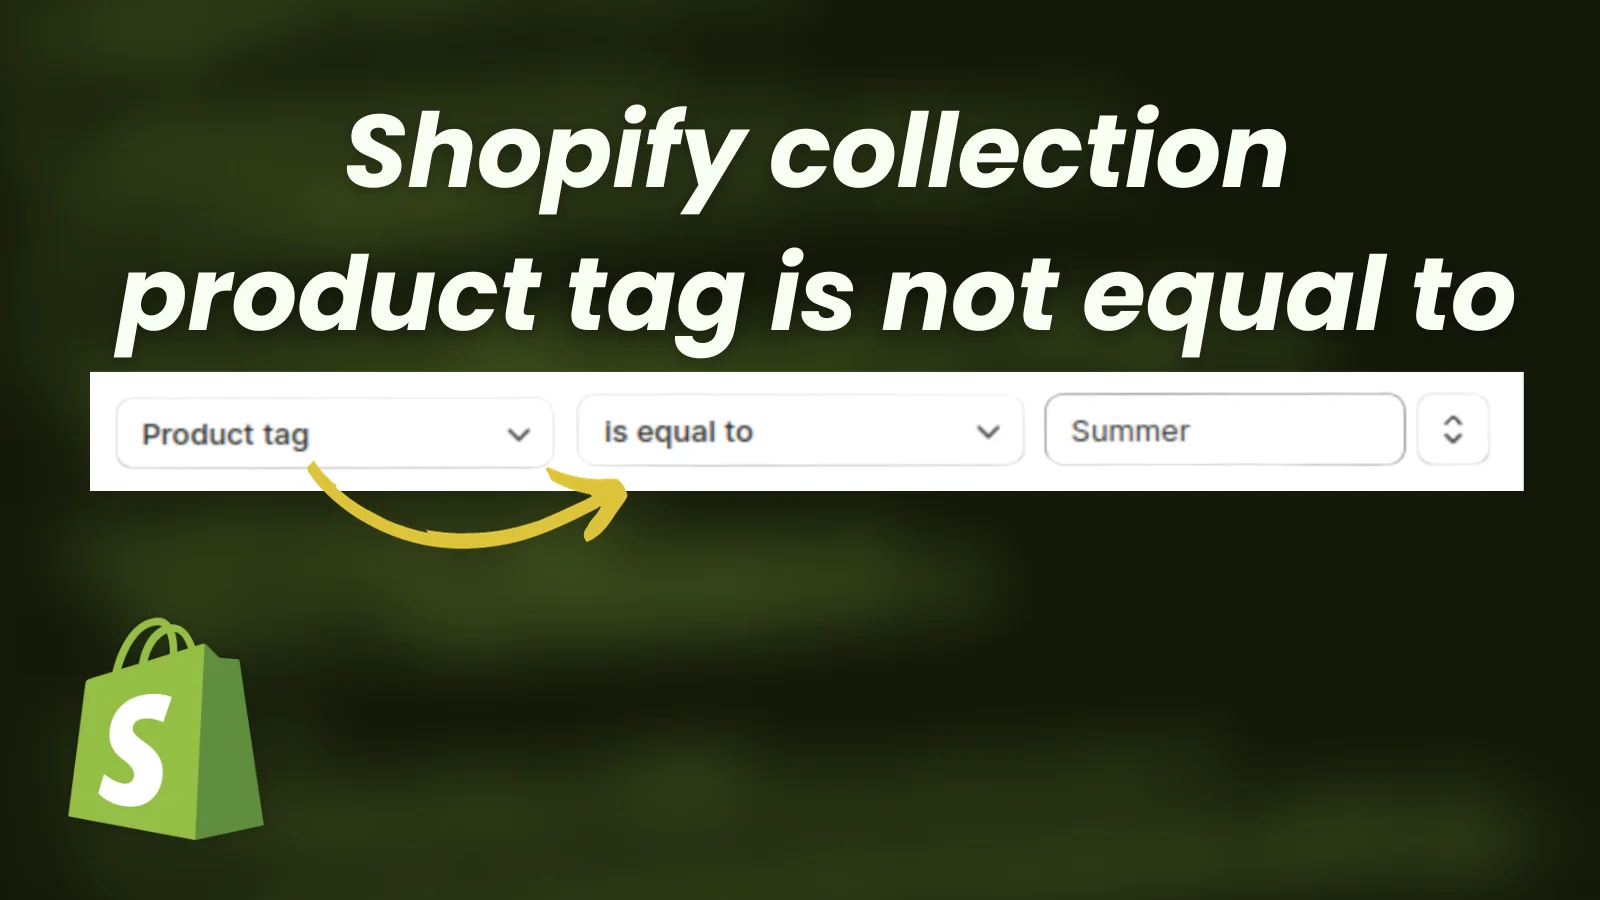 Shopify collection
product tag is not equal to
Product tag is equal to Summer
S